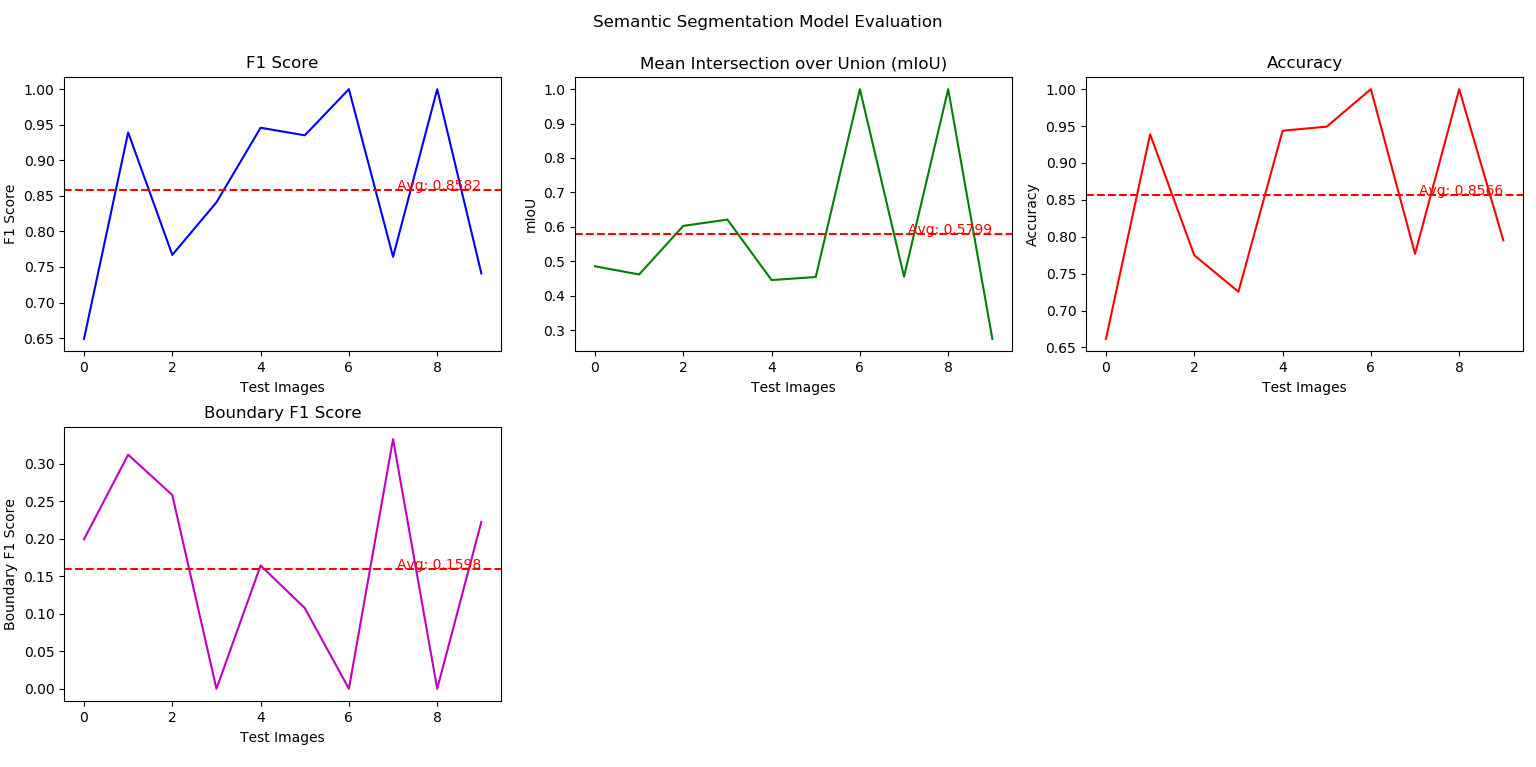 Semantic Segmentation Model Evaluation
F1 Score
F1 Score
1.00
0.95
0.90
0.85
0.80
0.75
0.70
0.65
Avg: 0.8582
0 2 4 6 8
Test Images
Mean Intersection over Union (mIoU)
mIoU
1.0
0.9
0.8
0.7
0.6
0.5
0.4
0.3
Avg: 0.5799
0 2 4 6 8
Test Images
Accuracy
Accuracy
1.00
0.95
0.90
0.85
0.80
0.75
0.70
0.65
Avg: 0.8566
0 2 4 6 8
Test Images
Boundary F1 Score
Boundary F1 Score
0.30
0.25
0.20
0.15
0.10
0.05
0.00
Avg: 0.1598
0 2 4 6 8
Test Images